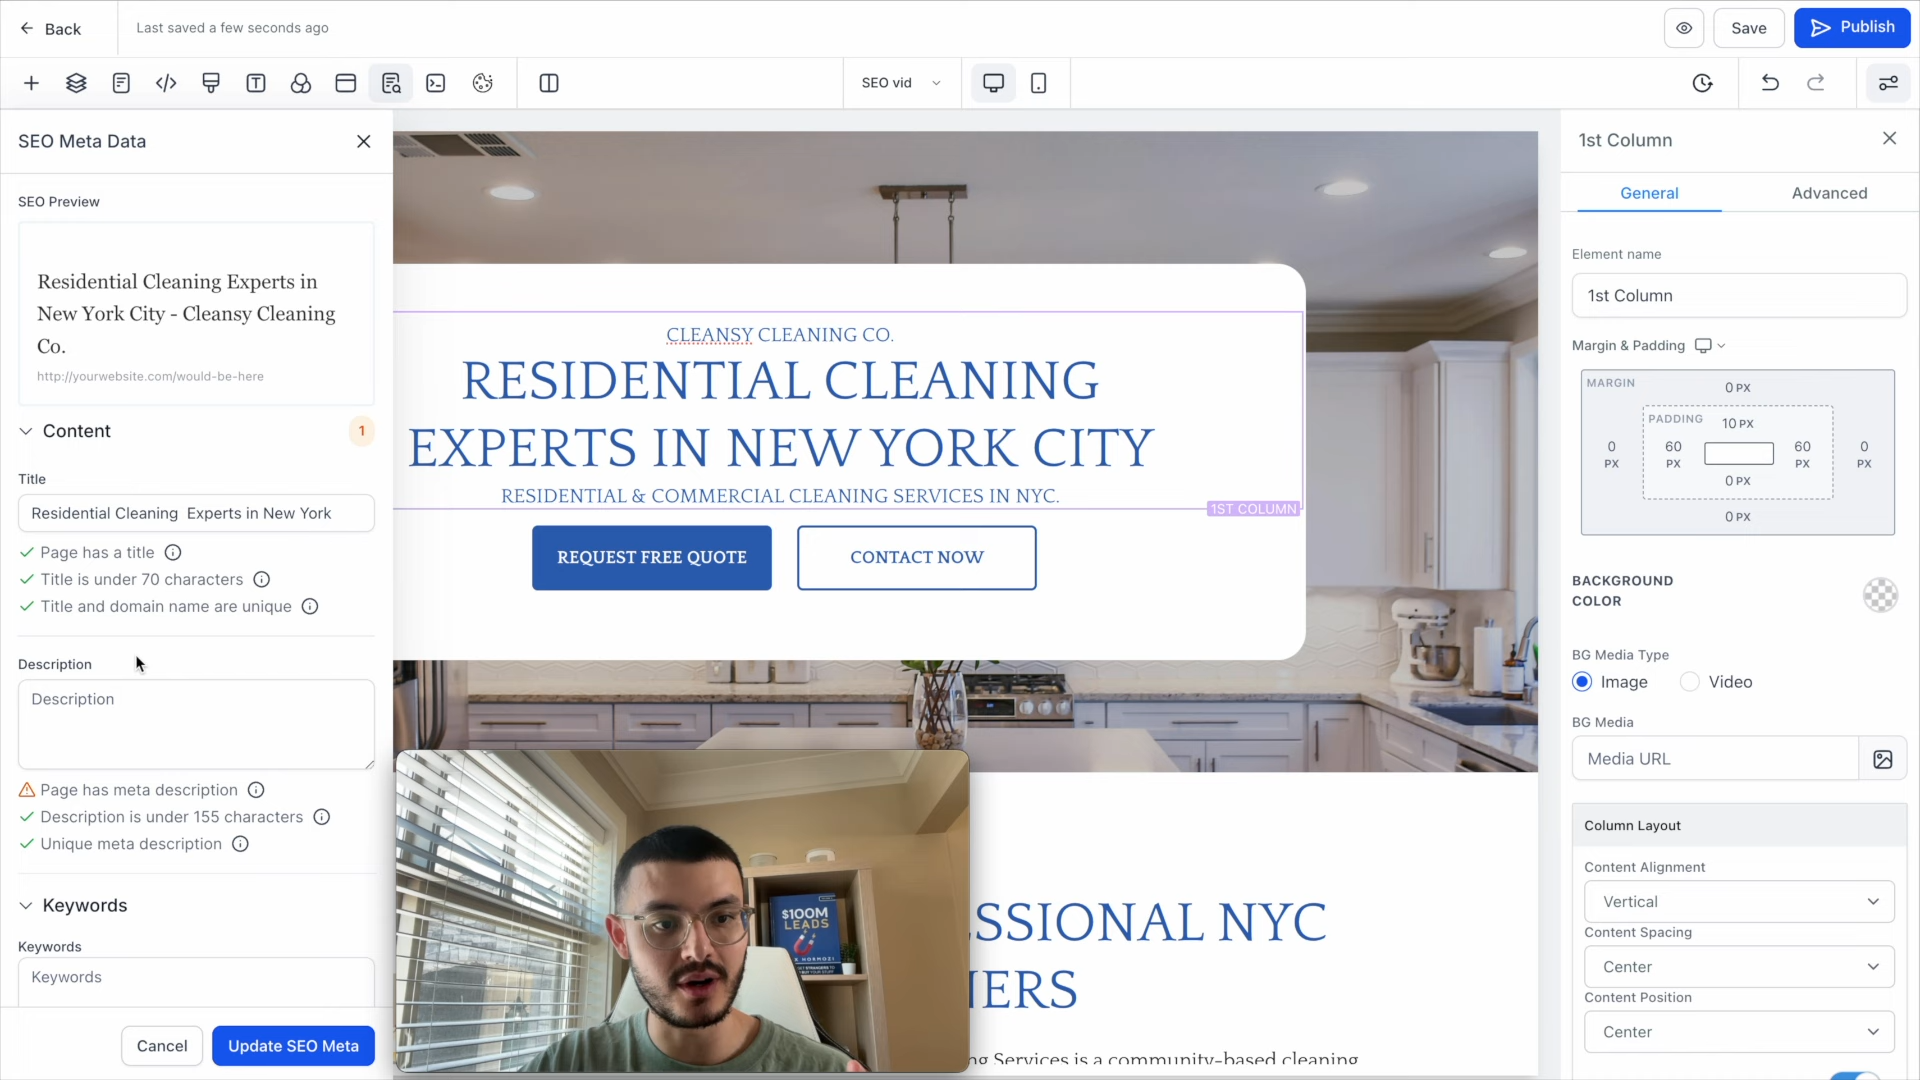 Back
Last saved a few seconds ago
Save
Publish
SEO vid
SEO Meta Data
SEO Preview
Residential Cleaning Experts in
New York City - Cleansy Cleaning
Co.
http://yourwebsite.com/would-be-here
Content
1
Title
Residential Cleaning  Experts in New York
Page has a title
Title is under 70 characters
Title and domain name are unique
Description
Description
Page has meta description
Description is under 155 characters
Unique meta description
Keywords
Keywords
Keywords
Cancel
Update SEO Meta
CLEANSY CLEANING CO.
RESIDENTIAL CLEANING
EXPERTS IN NEW YORK CITY
RESIDENTIAL & COMMERCIAL CLEANING SERVICES IN NYC.
1ST COLUMN
REQUEST FREE QUOTE
CONTACT NOW
$100M
LEADS
HORMOZI
SSIONAL NYC
NERS
ng Services is a community-based cleaning
1st Column
General
Advanced
Element name
1st Column
Margin & Padding
MARGIN
0 PX
PADDING
10 PX
0
PX
60
PX
60
PX
0
PX
0 PX
0 PX
BACKGROUND
COLOR
BG Media Type
Image
Video
BG Media
Media URL
Column Layout
Content Alignment
Vertical
Content Spacing
Center
Content Position
Center